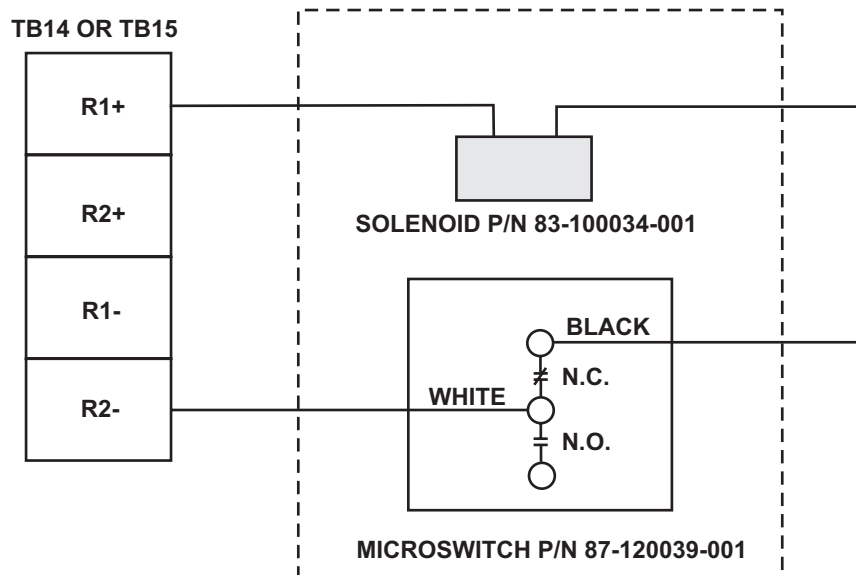 TB14 OR TB15
R1+
R2+
R1-
R2-
SOLENOID P/N 83-100034-001
BLACK
N.C.
WHITE
N.O.
MICROSWITCH P/N 87-120039-001